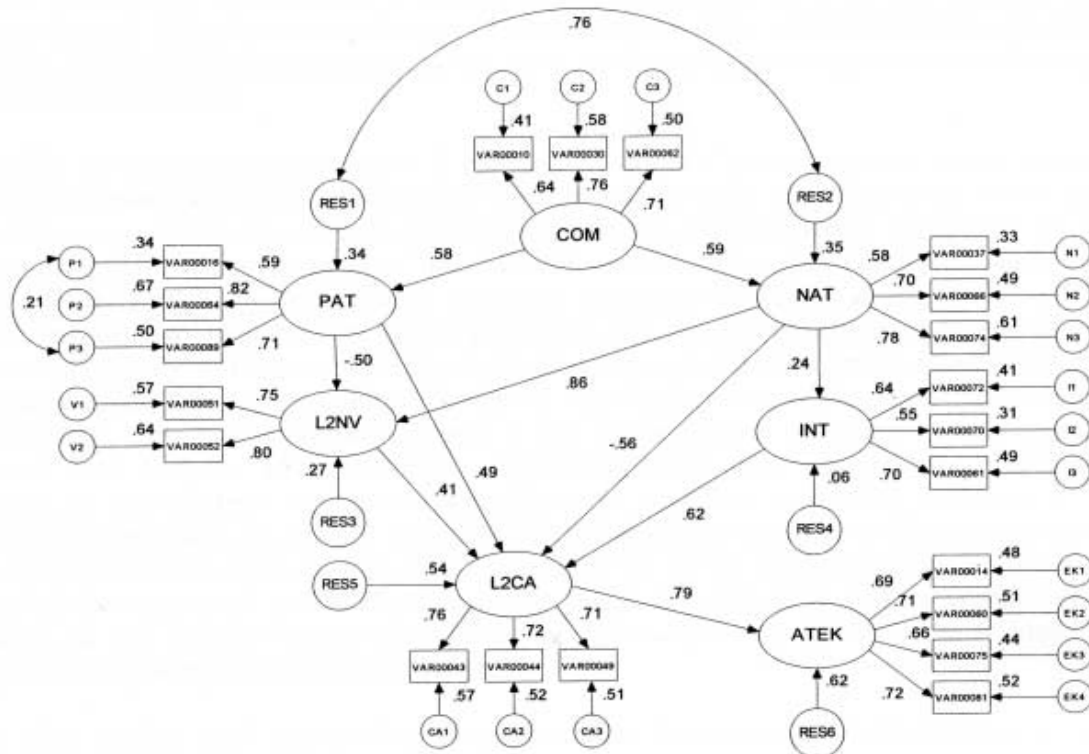 .76
C1 C2 C3
.41 .58 .50
VAR00010 VAR00030 VAR00062
RES1 .64 .76 .71 RES2
COM
.34 .58 .59 .35
P1 .34 VAR00016 .59 PAT NAT .58 VAR00037 .33 N1
.21 P2 .67 VAR00064 .82 .70 VAR00066 .49 N2
P3 .50 VAR00089 .71 .78 VAR00074 .61 N3
-.50 .86 .24
V1 .57 VAR00051 .75 L2NV INT .64 VAR00072 .41 I1
V2 .64 VAR00052 .80 .55 VAR00070 .31 I2
.27 .41 .49 -.56 .62 .06 .70 VAR00061 .49 I3
RES3 RES4
RES5 .54 L2CA .79 ATEK .69 VAR00014 .48 EK1
.76 .72 .71 .71 VAR00060 .51 EK2
VAR00043 VAR00044 VAR00049 .66 VAR00075 .44 EK3
.57 .52 .51 .62 .72 VAR00081 .52 EK4
CA1 CA2 CA3 RES6